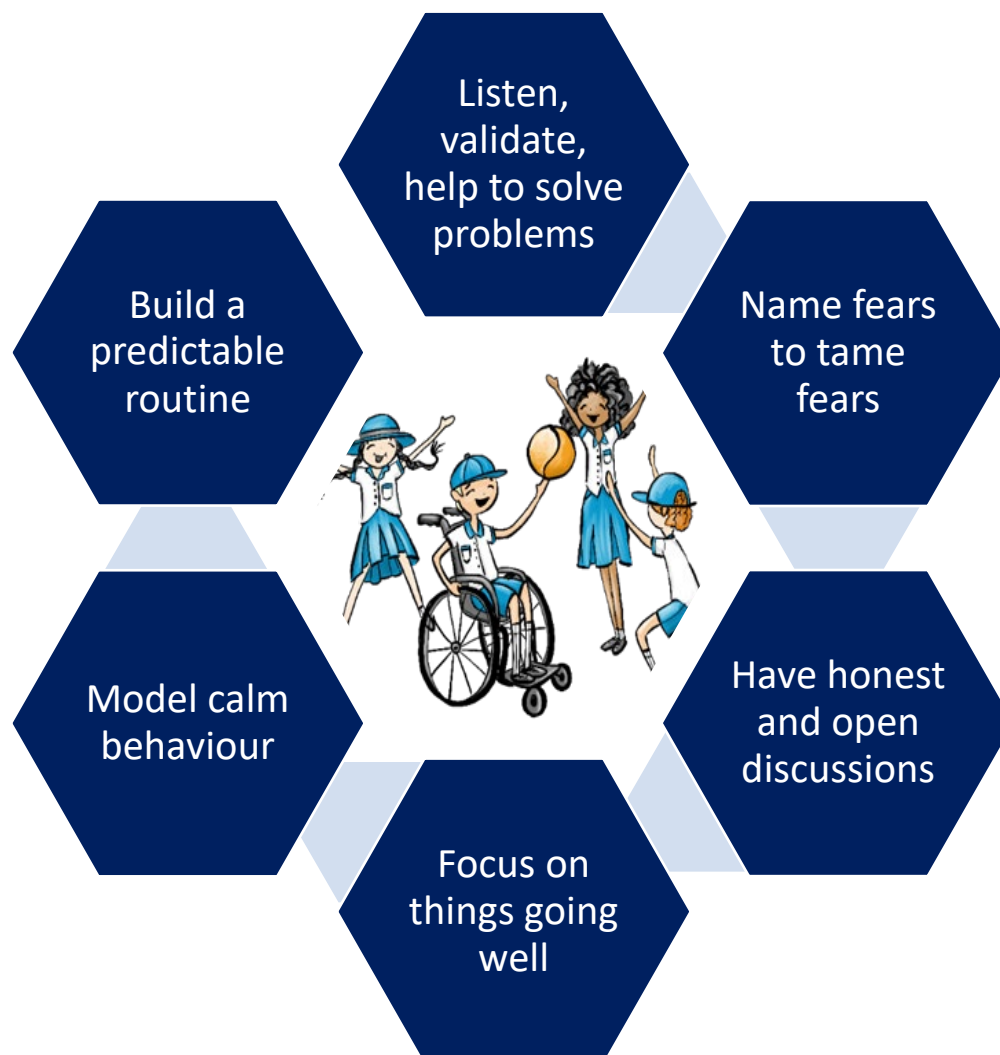 Listen,
validate,
help to solve
problems
Name fears
to tame
fears
Have honest
and open
discussions
Focus on
things going
well
Model calm
behaviour
Build a
predictable
routine